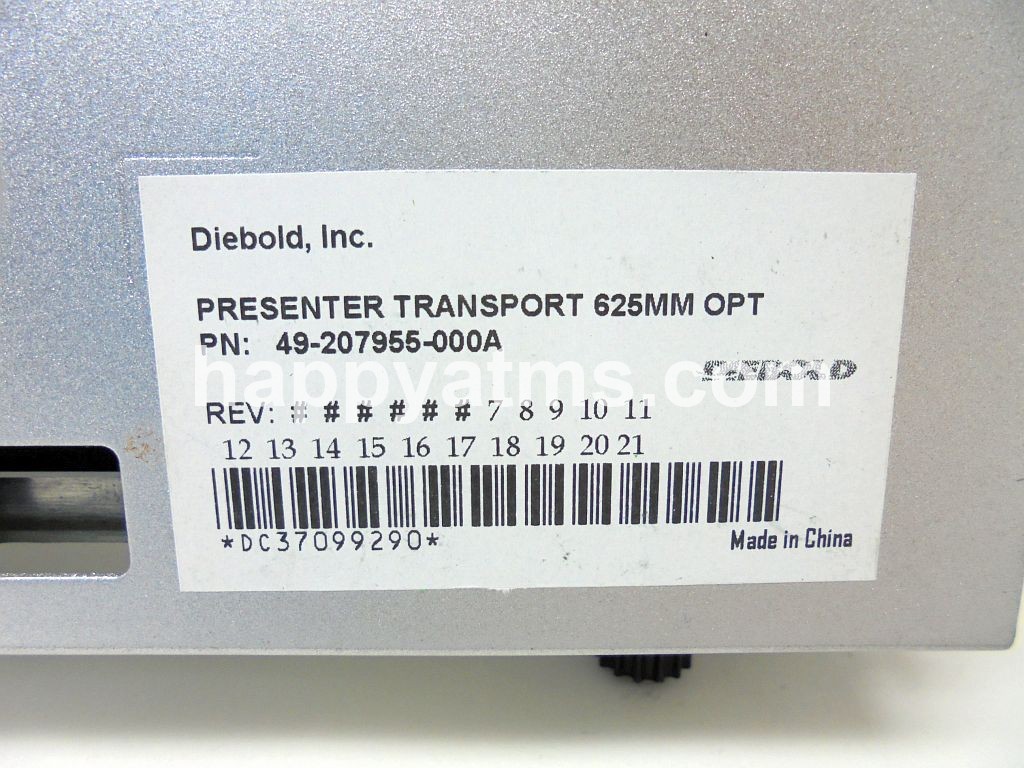 Diebold, Inc.
PRESENTER TRANSPORT 625MM OPT
PN: 49-207955-000A
happyatms.com
REV: # # # # # # 7 8 9 10 11
12 13 14 15 16 17 18 19 20 21
*DC37099290*
Made in China